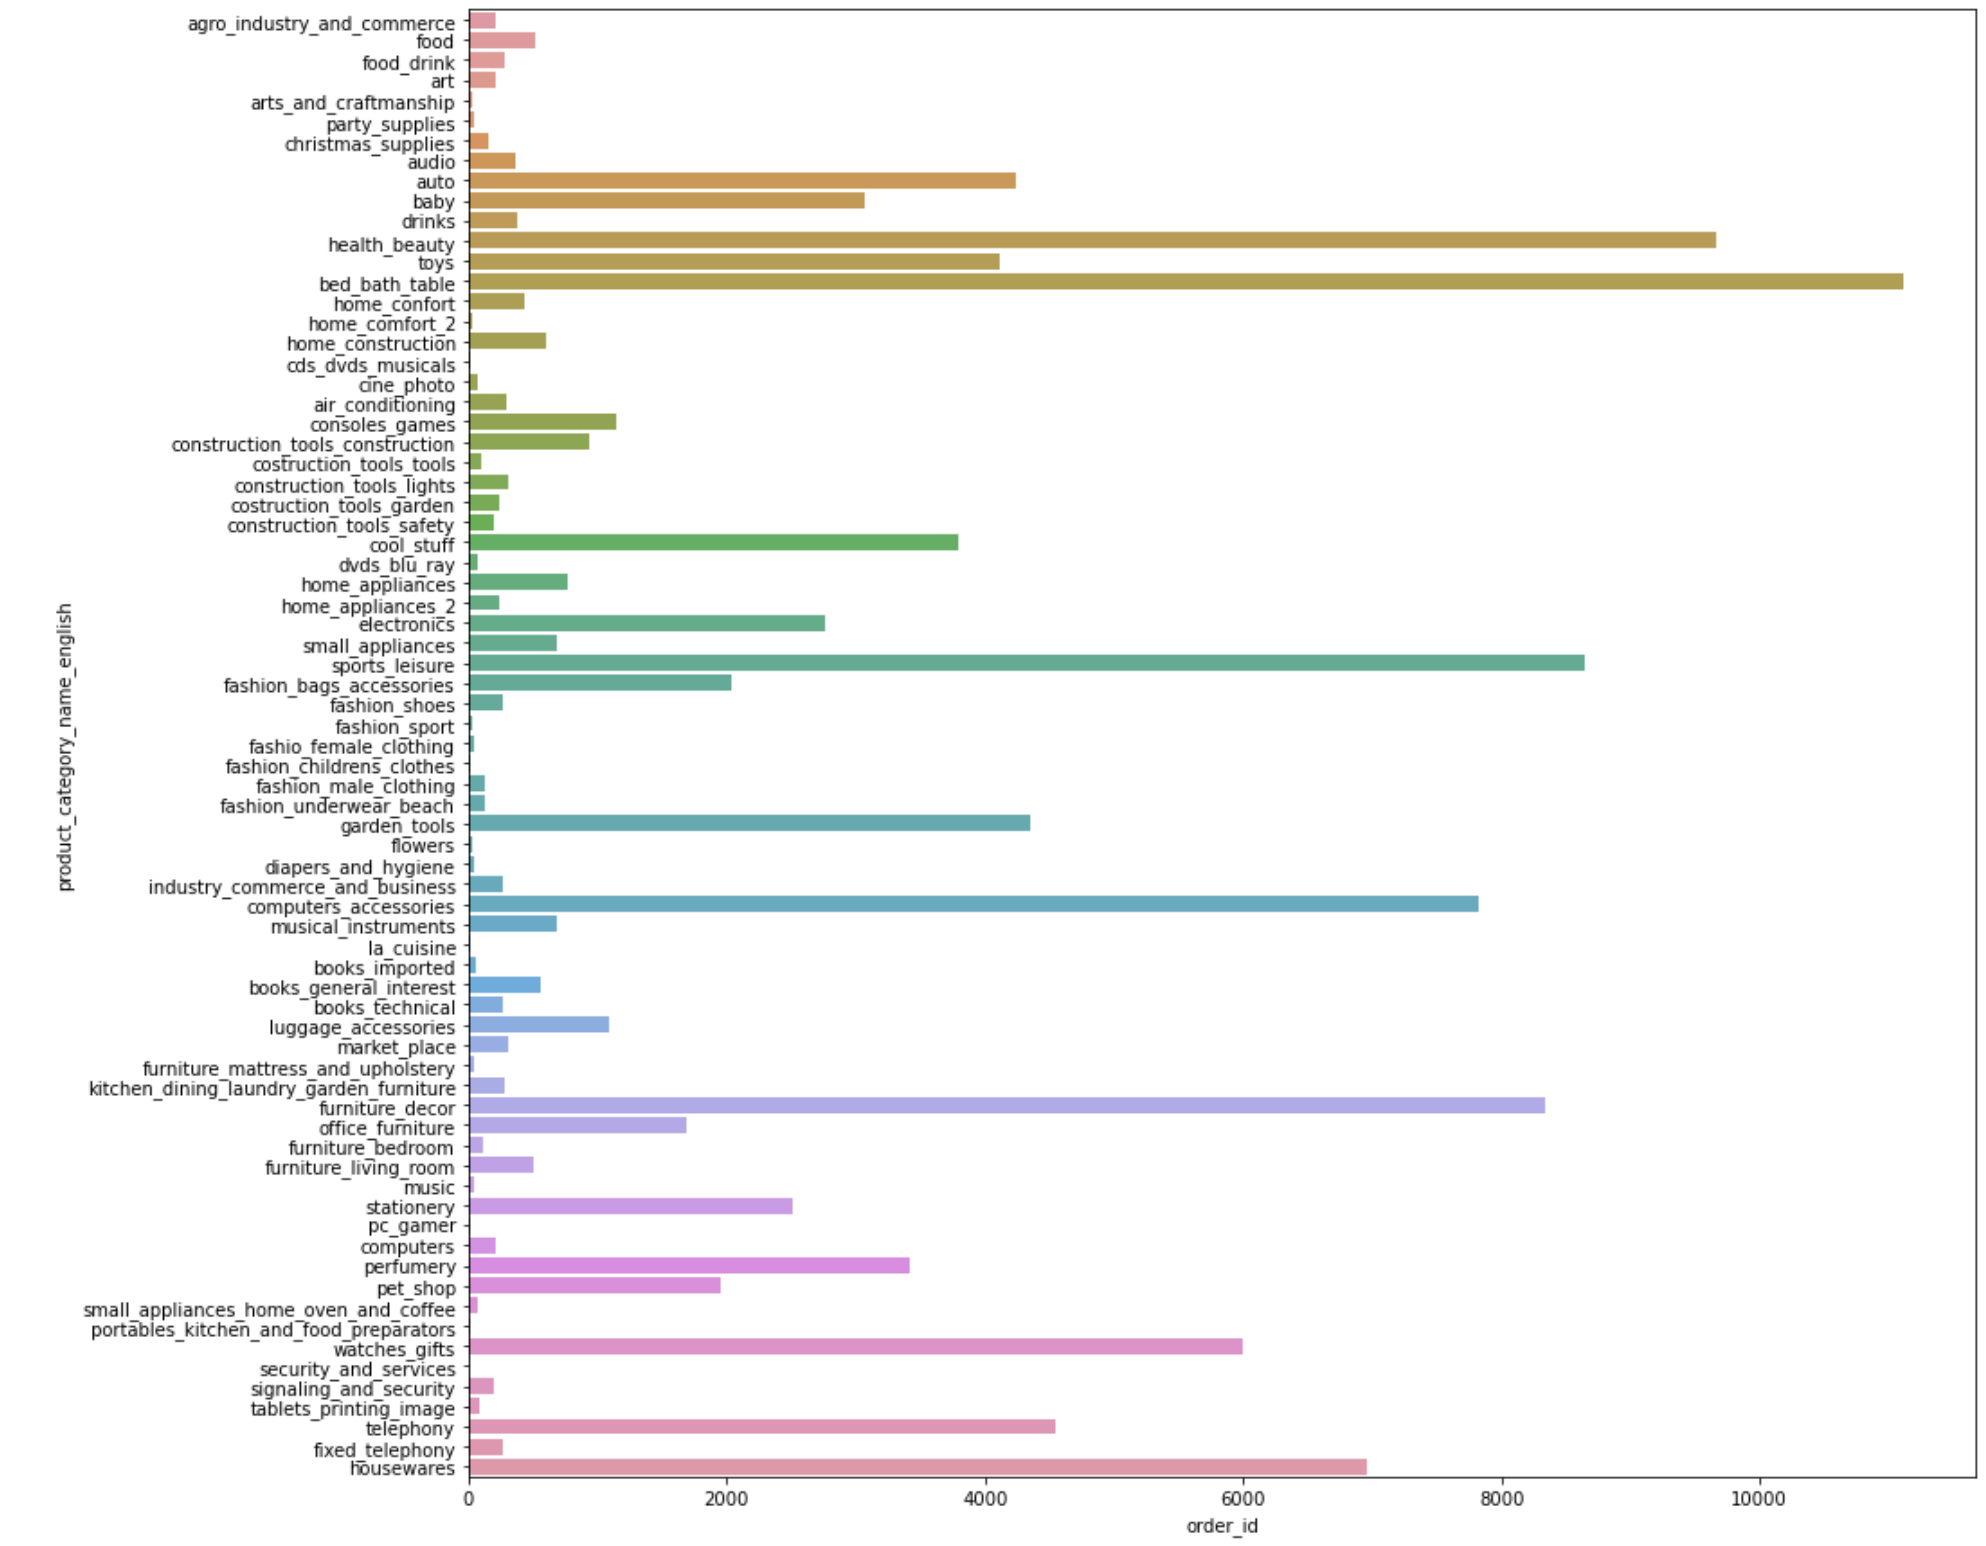 agro_industry_and_commerce
food
food_drink
art
arts_and_craftmanship
party_supplies
christmas_supplies
audio
auto
baby
drinks
health_beauty
toys
bed_bath_table
home_confort
home_comfort_2
home_construction
cds_dvds_musicals
cine_photo
air_conditioning
consoles_games
construction_tools_construction
costruction_tools_tools
construction_tools_lights
costruction_tools_garden
construction_tools_safety
cool_stuff
dvds_blu_ray
home_appliances
home_appliances_2
electronics
small_appliances
sports_leisure
fashion_bags_accessories
fashion_shoes
fashion_sport
fashio_female_clothing
fashion_childrens_clothes
fashion_male_clothing
fashion_underwear_beach
garden_tools
flowers
diapers_and_hygiene
industry_commerce_and_business
computers_accessories
musical_instruments
la_cuisine
books_imported
books_general_interest
books_technical
luggage_accessories
market_place
furniture_mattress_and_upholstery
kitchen_dining_laundry_garden_furniture
furniture_decor
office_furniture
furniture_bedroom
furniture_living_room
music
stationery
pc_gamer
computers
perfumery
pet_shop
small_appliances_home_oven_and_coffee
portables_kitchen_and_food_preparators
watches_gifts
security_and_services
signaling_and_security
tablets_printing_image
telephony
fixed_telephony
housewares
product_category_name_english
0 2000 4000 6000 8000 10000
order_id